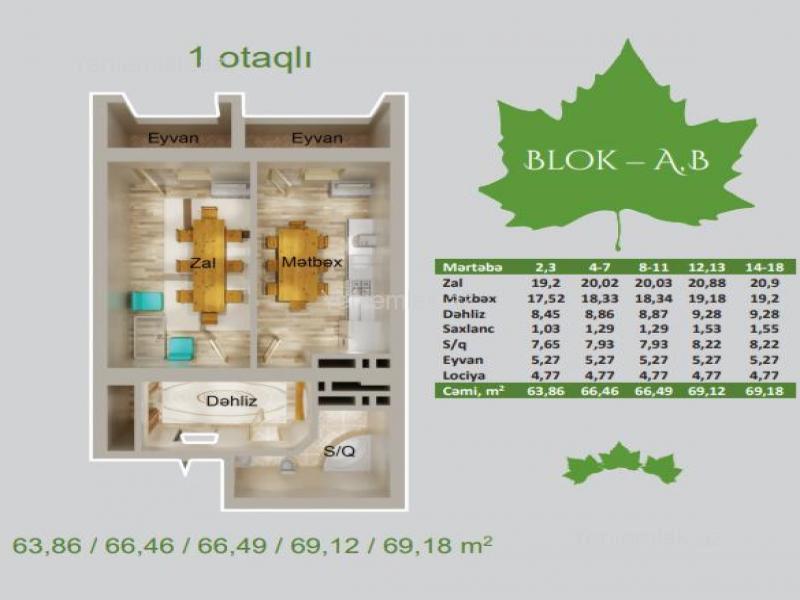 1 otaqlı
Eyvan
Eyvan
Zal
Mətbəx
Dəhliz
S/Q
63,86 / 66,46 / 66,49 / 69,12 / 69,18 m²
BLOK – A,B
Mərtəbə 2,3 4-7 8-11 12,13 14-18
Zal 19,2 20,02 20,03 20,88 20,9
Mətbəx 17,52 18,33 18,34 19,18 19,2
Dəhliz 8,45 8,86 8,87 9,28 9,28
Saxlanc 1,03 1,29 1,29 1,53 1,55
S/q 7,65 7,93 7,93 8,22 8,22
Eyvan 5,27 5,27 5,27 5,27 5,27
Lociya 4,77 4,77 4,77 4,77 4,77
Cəmi, m² 63,86 66,46 66,49 69,12 69,18